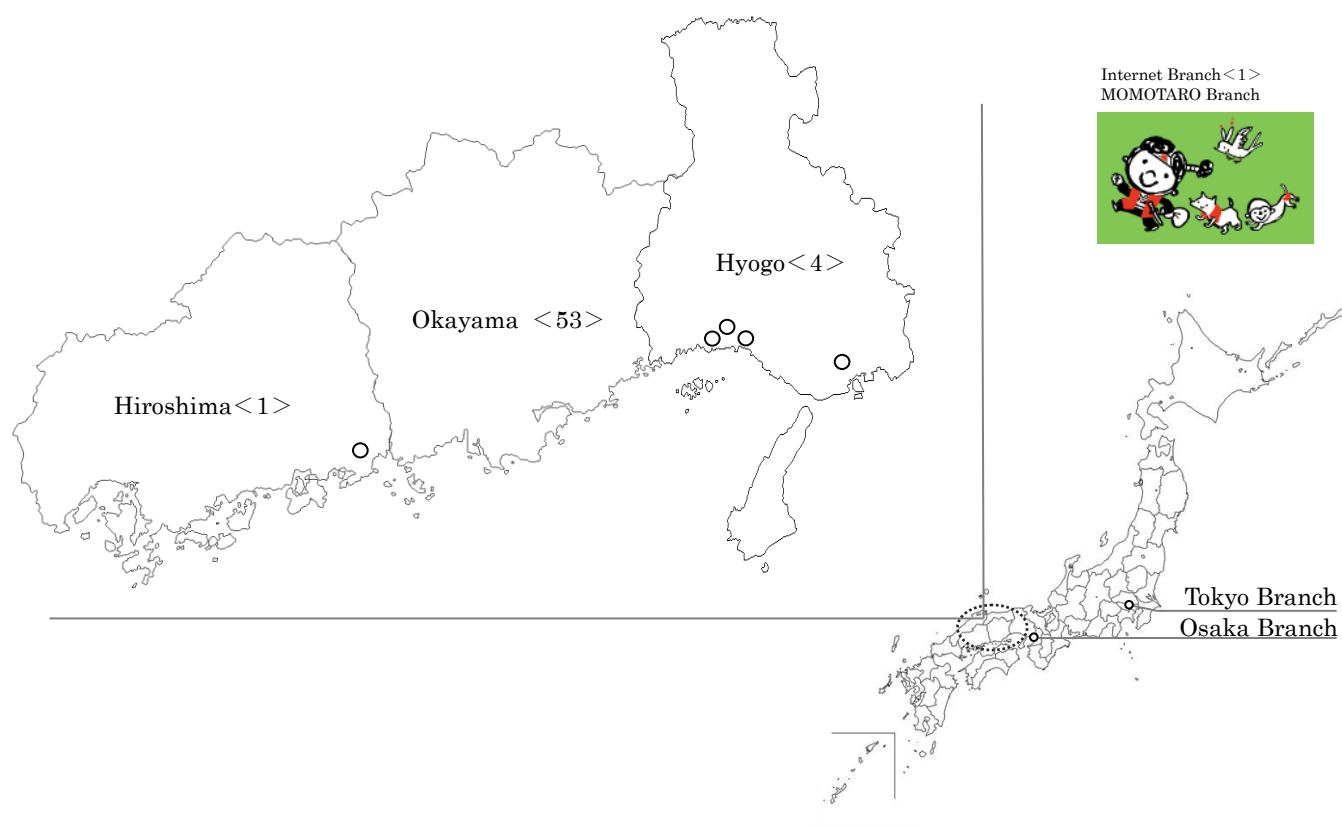 Internet Branch<1>
MOMOTARO Branch
Hyogo<4>
Okayama <53>
Hiroshima<1>
Tokyo Branch
Osaka Branch